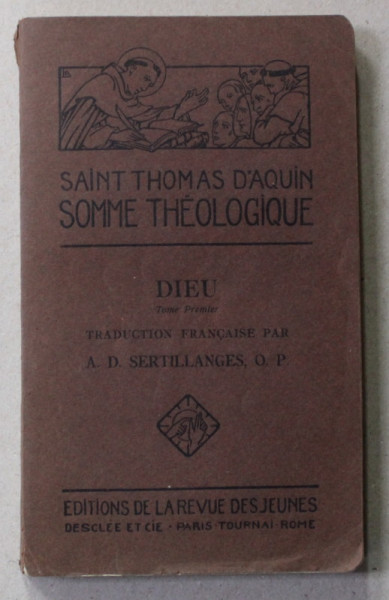 SAINT THOMAS D'AQUIN
SOMME THÉOLOGIQUE
DIEU
Tome Premier
TRADUCTION FRANÇAISE PAR
A. D. SERTILLANGES, O. P
EDITIONS DE LA REVUE DES JEUNES
DESCLÉE ET CIE · PARIS · TOURNAI · ROME